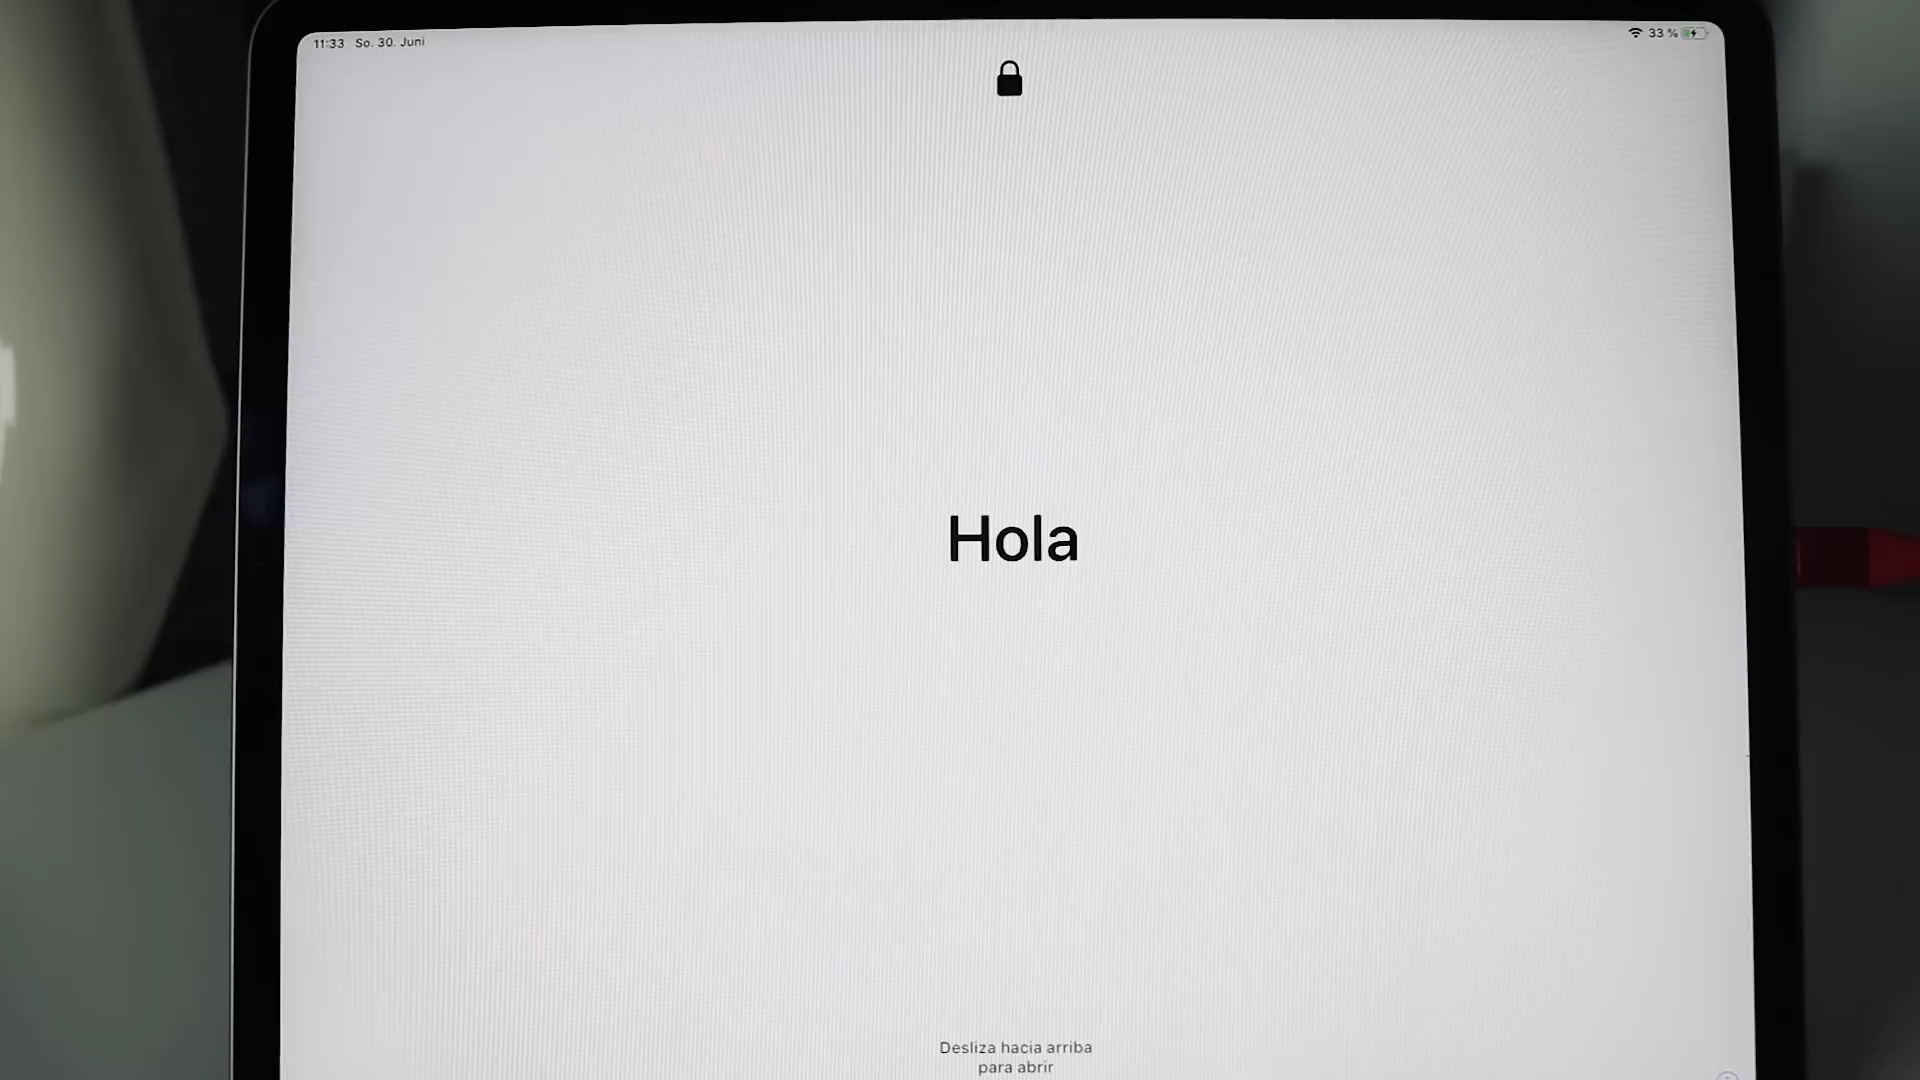 11:33 So. 30. Juni
33 %
Hola
Desliza hacia arriba
para abrir